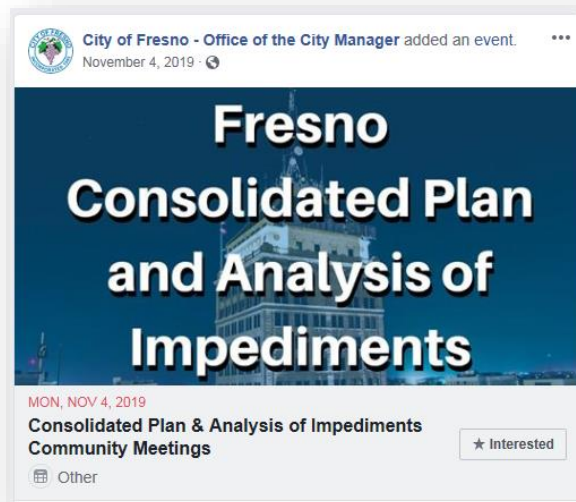 City of Fresno - Office of the City Manager added an event.
November 4, 2019 ·
Fresno
Consolidated Plan
and Analysis of
Impediments
MON, NOV 4, 2019
Consolidated Plan & Analysis of Impediments
Community Meetings
★ Interested
Other